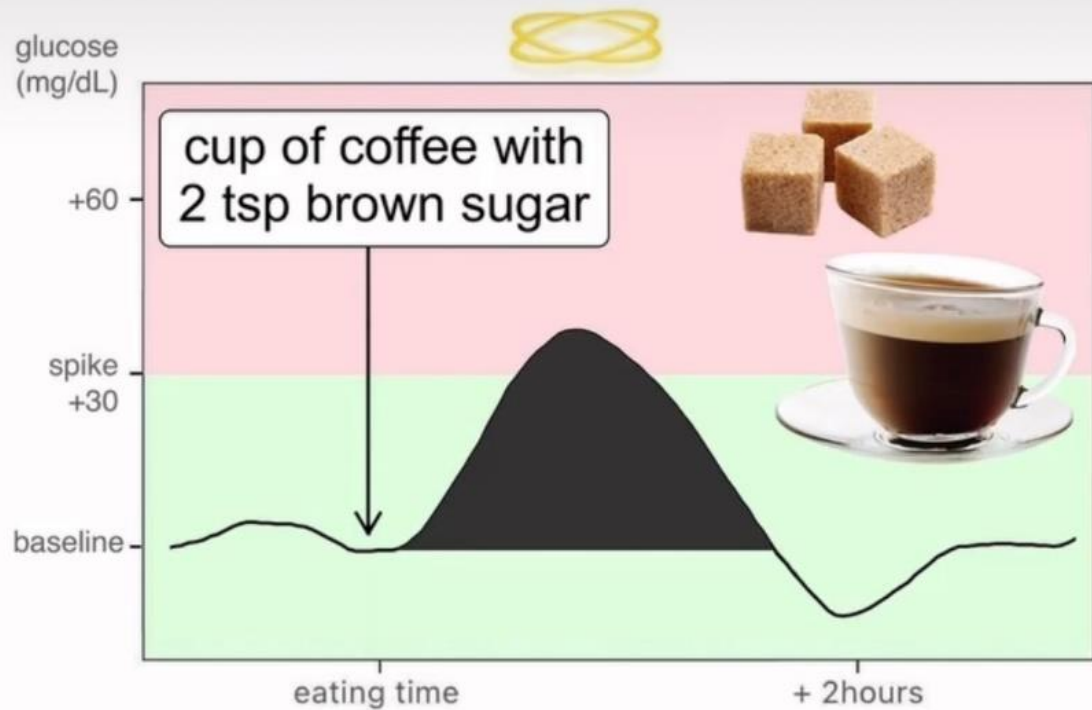 glucose
(mg/dL)
cup of coffee with
2 tsp brown sugar
+60
spike
+30
baseline
eating time
+ 2hours